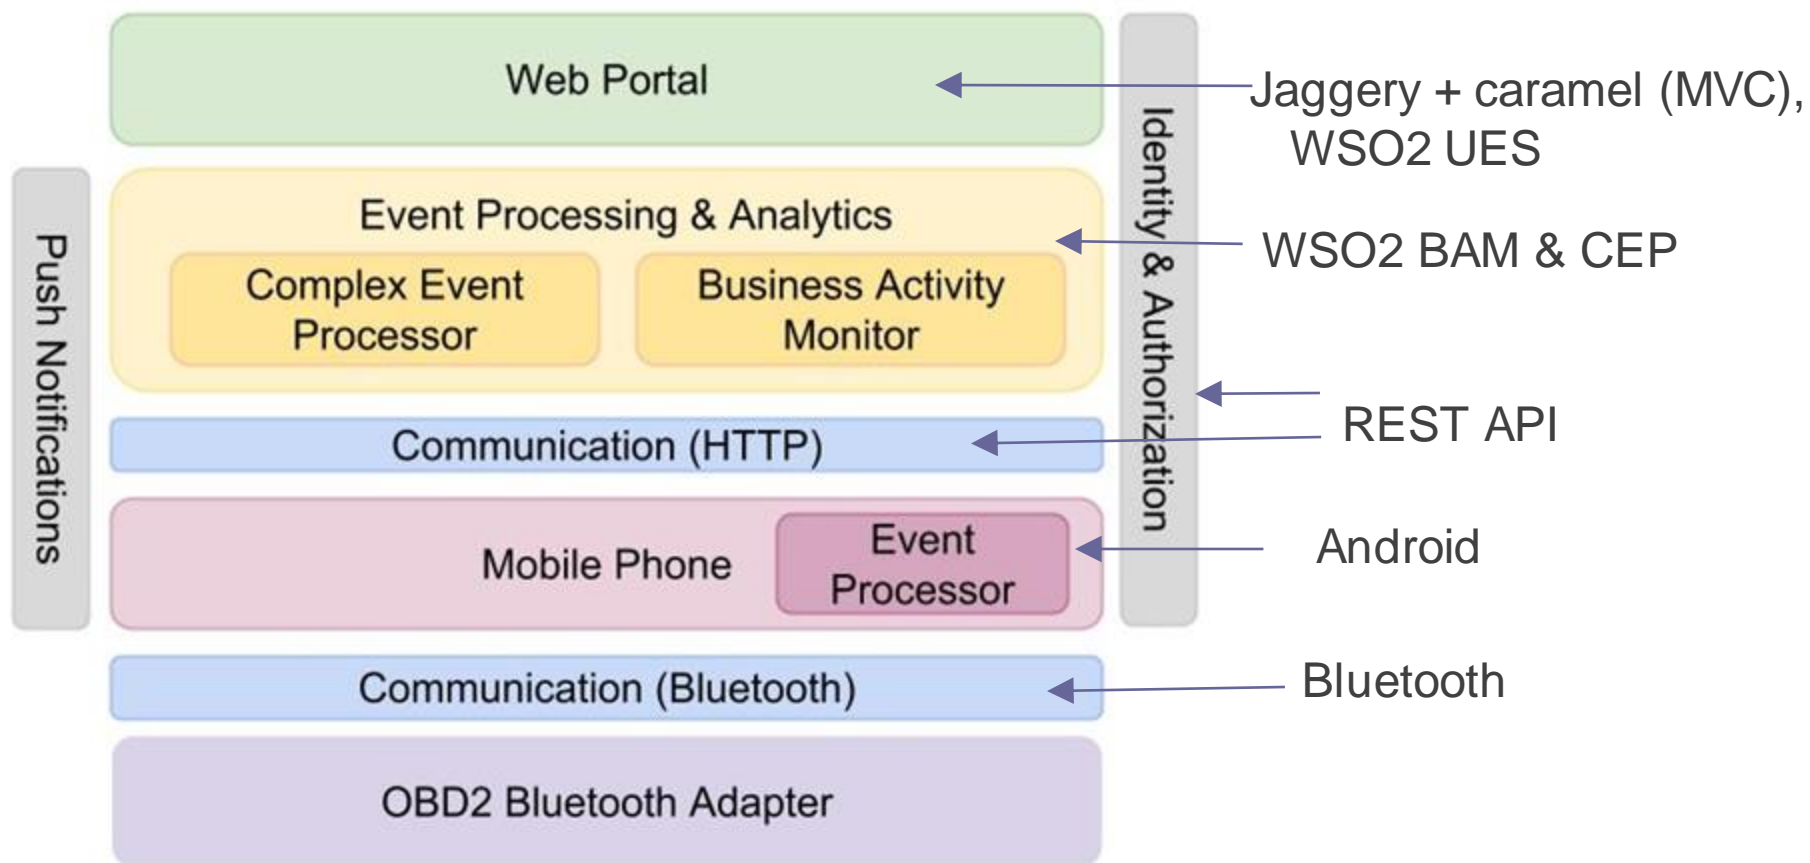 Web Portal
Jaggery + caramel (MVC),
WSO2 UES
Push Notifications
Event Processing & Analytics
Complex Event
Processor
Business Activity
Monitor
Identity & Authorization
WSO2 BAM & CEP
Communication (HTTP)
REST API
Mobile Phone
Event
Processor
Android
Communication (Bluetooth)
Bluetooth
OBD2 Bluetooth Adapter